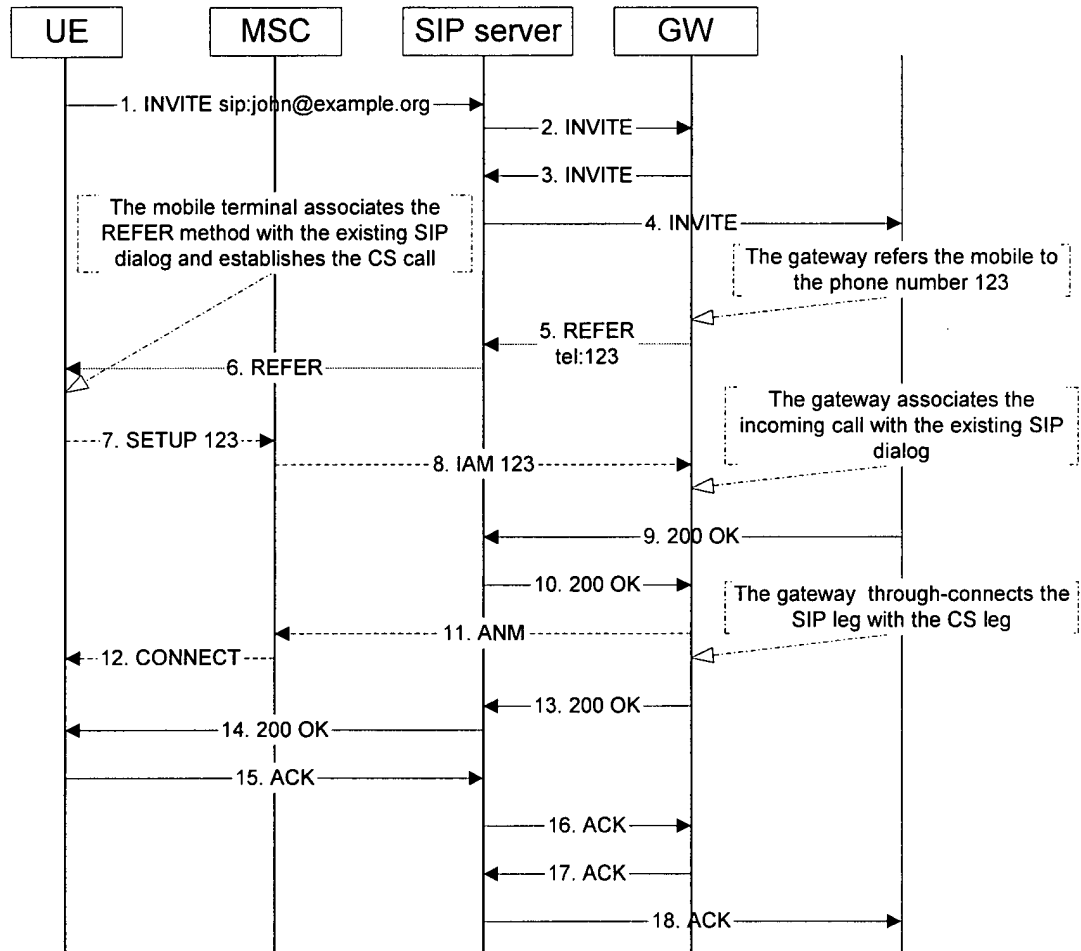 UE
MSC
SIP server
GW
1. INVITE sip:john@example.org
2. INVITE
3. INVITE
The mobile terminal associates the
REFER method with the existing SIP
dialog and establishes the CS call
4. INVITE
The gateway refers the mobile to
the phone number 123
5. REFER
tel:123
6. REFER
The gateway associates the
incoming call with the existing SIP
dialog
7. SETUP 123
8. IAM 123
9. 200 OK
10. 200 OK
The gateway through-connects the
SIP leg with the CS leg
11. ANM
12. CONNECT
13. 200 OK
14. 200 OK
15. ACK
16. ACK
17. ACK
18. ACK